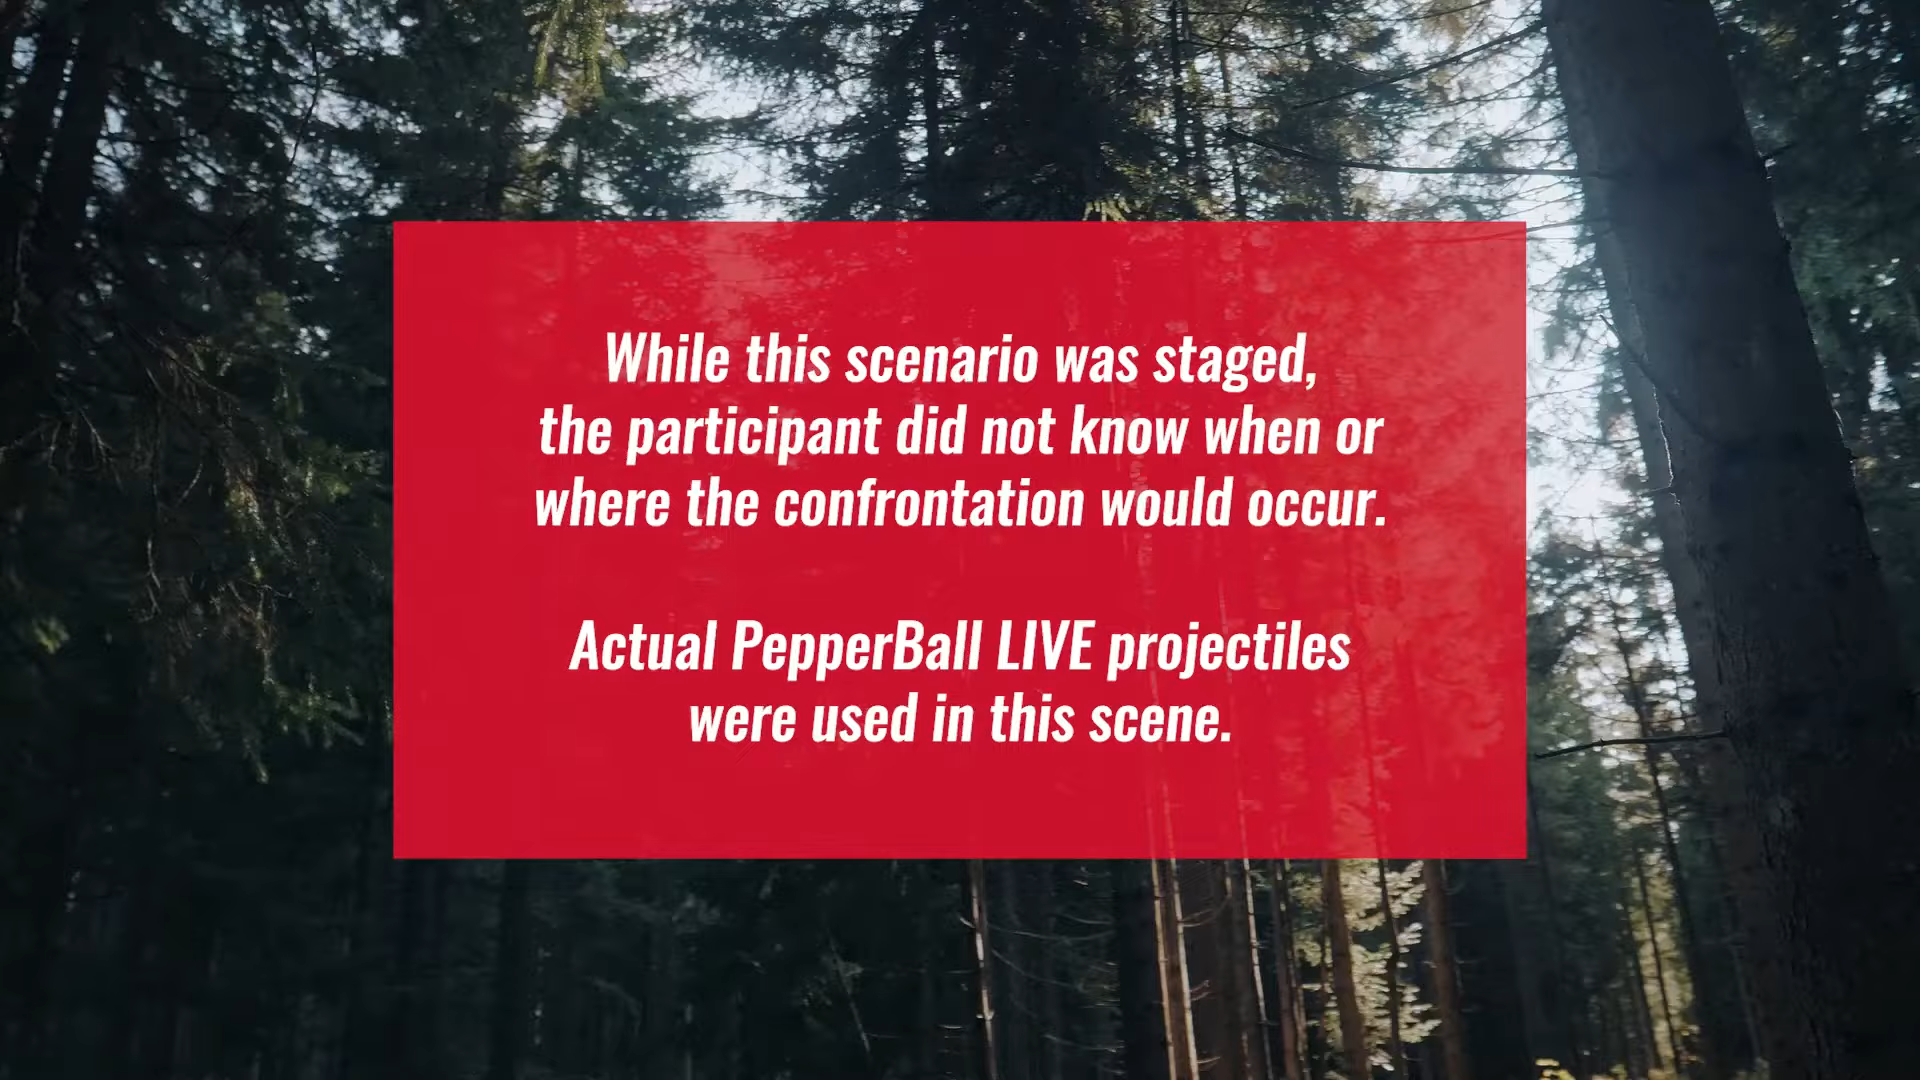 While this scenario was staged,
the participant did not know when or
where the confrontation would occur.
Actual PepperBall LIVE projectiles
were used in this scene.